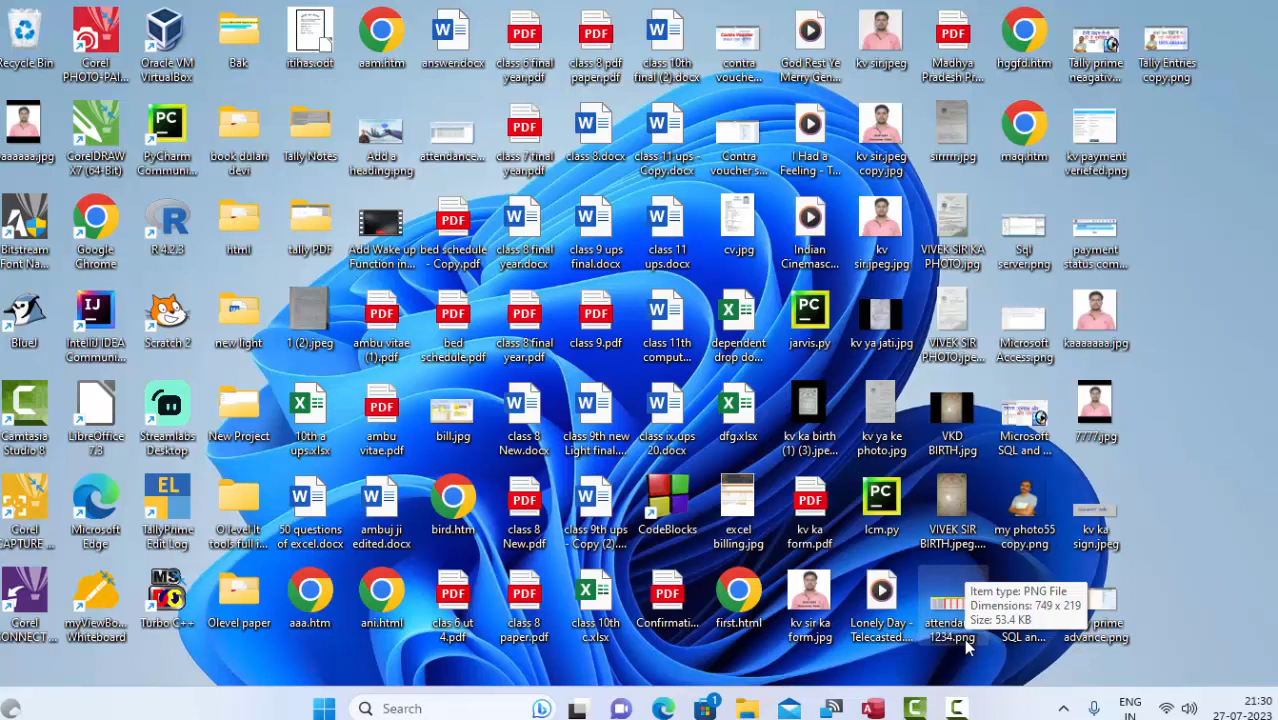 Recycle Bin
Corel
PHOTO-PAI...
Oracle VM
VirtualBox
Bak
itihas.odt
aam.htm
answer.docx
class 6 final
year.pdf
class 8 pdf
paper.pdf
class 10th
final (2).docx
contra
vouche...
God Rest Ye
Merry Gen...
kv sir.jpeg
Madhya
Pradesh Pr...
hggfd.htm
Tally prime
neagativ...
Tally Entries
copy.png
aaaaaa.jpg
CorelDRAW
X7 (64-Bit)
PyCharm
Communi...
book dulari
devi
Tally Notes
Add a
heading.png
attendance...
class 7 final
year.pdf
class 8.docx
class 11 ups -
Copy.docx
Contra
voucher s...
I Had a
Feeling - T...
kv sir.jpeg
copy.jpg
sirrrm.jpg
maq.htm
kv payment
veriefed.png
Bitstream
Font Na...
Google
Chrome
R 4.2.3
html
tally PDF
Add Wake up
Function in...
bed schedule
- Copy.pdf
class 8 final
year.docx
class 9 ups
final.docx
class 11
ups.docx
cv.jpg
Indian
Cinemasc...
kv
sir.jpeg.jpg
VIVEK SIR KA
PHOTO.jpg
Sql
server.png
payment
status com...
BlueJ
IntelliJ IDEA
Communi...
Scratch 2
new light
1 (2).jpeg
ambu vitae
(1).pdf
bed
schedule.pdf
class 8 final
year.pdf
class 9.pdf
class 11th
comput...
dependent
drop do...
jarvis.py
kv ya jati.jpg
VIVEK SIR
PHOTO.jpe...
Microsoft
Access.png
kaaaaaaa.jpg
Camtasia
Studio 8
LibreOffice
7.3
Streamlabs
Desktop
New Project
10th a
ups.xlsx
ambu
vitae.pdf
bill.jpg
class 8
New.docx
class 9th new
Light final....
class ix ups
20.docx
dfg.xlsx
kv ka birth
(1) (3).jpe...
kv ya ke
photo.jpg
VKD
BIRTH.jpg
Microsoft
SQL and ...
7777.jpg
Corel
CAPTURE ...
Microsoft
Edge
TallyPrime
Edit Log
O level It
tools full i...
50 questions
of excel.docx
ambuj ji
edited.docx
bird.htm
class 8
New.pdf
class 9th ups
- Copy (2)....
CodeBlocks
excel
billing.jpg
kv ka
form.pdf
lcm.py
VIVEK SIR
BIRTH.jpeg....
my photo55
copy.png
kv ka
sign.jpeg
Corel
ONNECT ...
myViewBo...
Whiteboard
Turbo C++
Olevel paper
aaa.htm
ani.html
clas 6 ut
4.pdf
class 8
paper.pdf
class 10th
c.xlsx
Confirmati...
first.html
kv sir ka
form.jpg
Lonely Day -
Telecasted....
1234.png
SQL an...
prime
advance.png
Item type: PNG File
Dimensions: 749 x 219
Size: 53.4 KB
Search
ENG
IN
21:30
27-07-2023